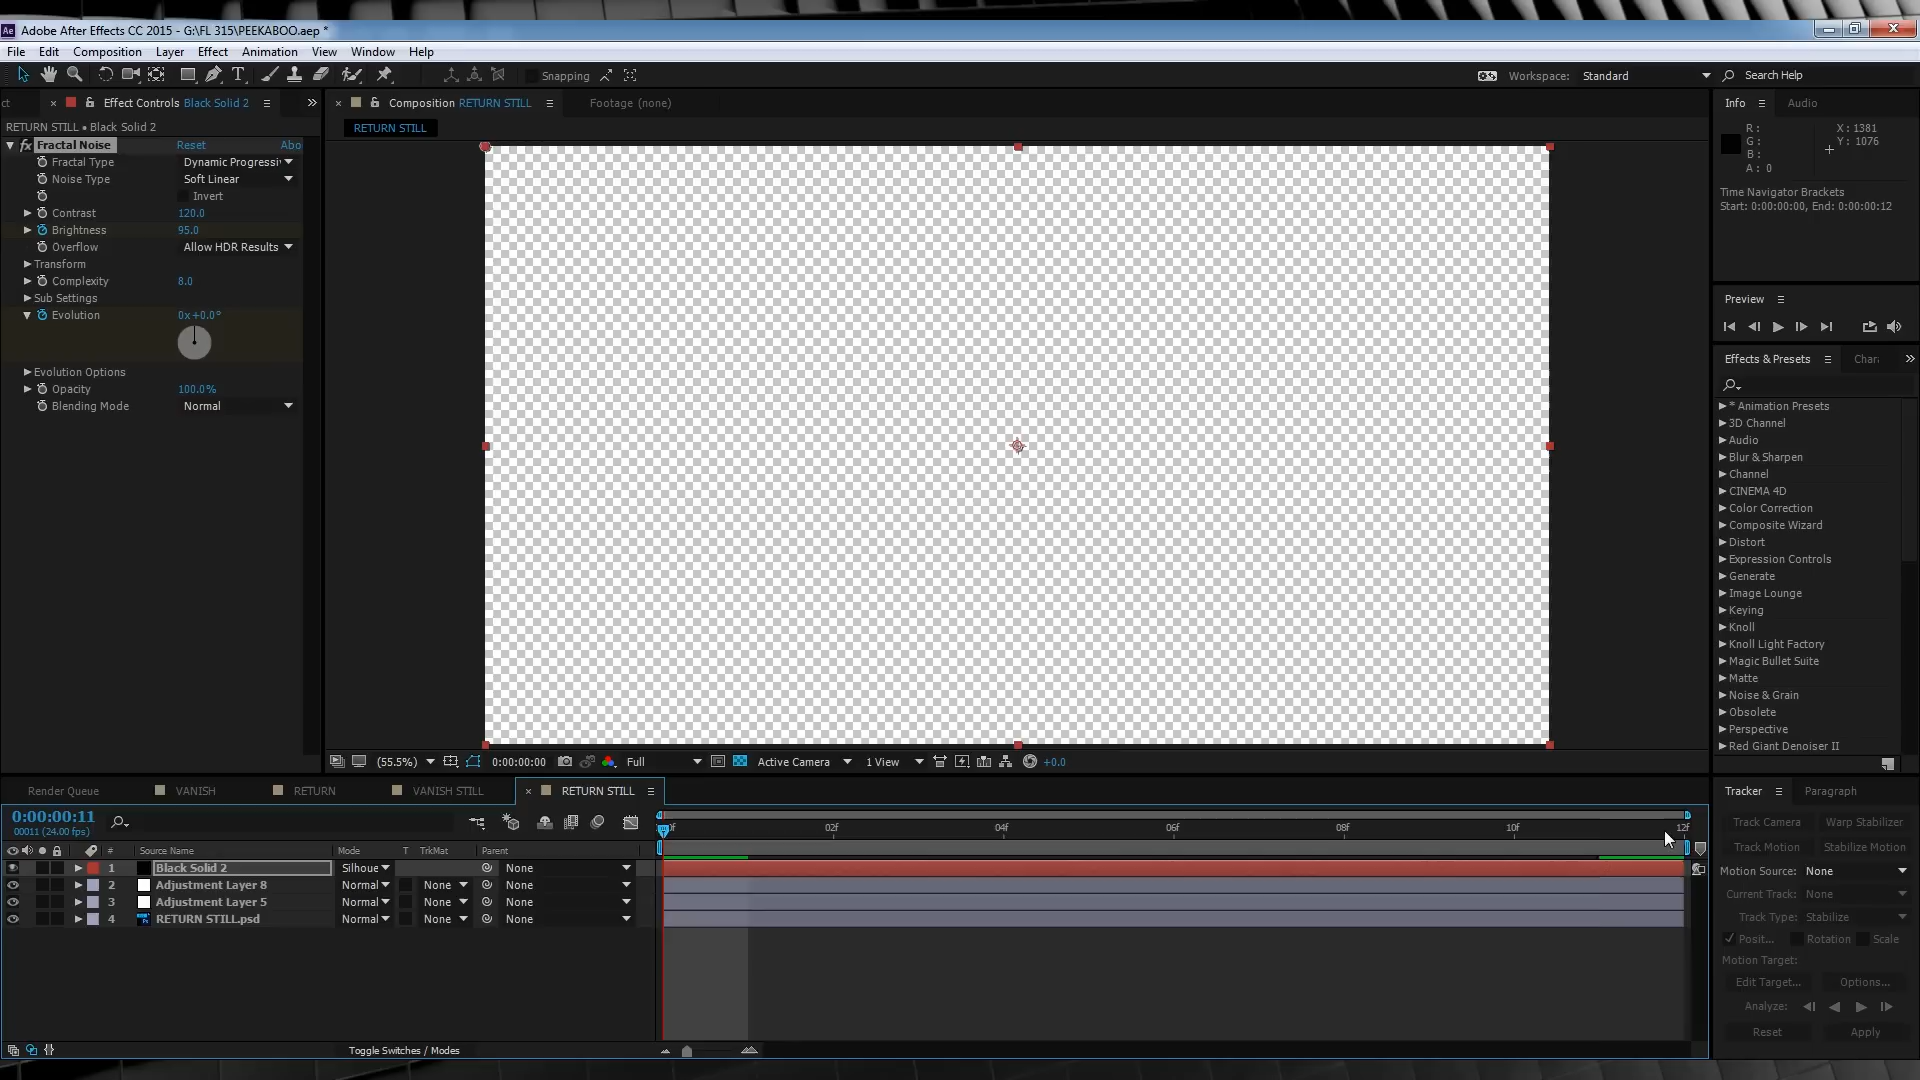 Adobe After Effects CC 2015 - G:\FL 315\PEEKABOO.aep *
File Edit Composition Layer Effect Animation View Window Help
Snapping
Workspace: Standard
Search Help
ct
Effect Controls Black Solid 2
RETURN STILL • Black Solid 2
fx Fractal Noise Reset Abo
Fractal Type Dynamic Progressi
Noise Type Soft Linear
Invert
Contrast 120.0
Brightness 95.0
Overflow Allow HDR Results
Transform
Complexity 8.0
Sub Settings
Evolution 0x+0.0°
Evolution Options
Opacity 100.0%
Blending Mode Normal
Composition RETURN STILL
Footage (none)
RETURN STILL
(55.5%) 0:00:00:00 Full Active Camera 1 View +0.0
Info Audio
R: X: 1381
G: Y: 1076
B:
A: 0
Time Navigator Brackets
Start: 0:00:00:00, End: 0:00:00:12
Preview
Effects & Presets Chara
* Animation Presets
3D Channel
Audio
Blur & Sharpen
Channel
CINEMA 4D
Color Correction
Composite Wizard
Distort
Expression Controls
Generate
Image Lounge
Keying
Knoll
Knoll Light Factory
Magic Bullet Suite
Matte
Noise & Grain
Obsolete
Perspective
Red Giant Denoiser II
Render Queue VANISH RETURN VANISH STILL RETURN STILL
0:00:00:11
00011 (24.00 fps)
02f 04f 06f 08f 10f 12f
# Source Name Mode T TrkMat Parent
1 Black Solid 2 Silhoue None
2 Adjustment Layer 8 Normal None None
3 Adjustment Layer 5 Normal None None
4 RETURN STILL.psd Normal None None
Toggle Switches / Modes
Tracker Paragraph
Track Camera Warp Stabilizer
Track Motion Stabilize Motion
Motion Source: None
Current Track: None
Track Type: Stabilize
Posit... Rotation Scale
Motion Target:
Edit Target... Options...
Analyze:
Reset Apply